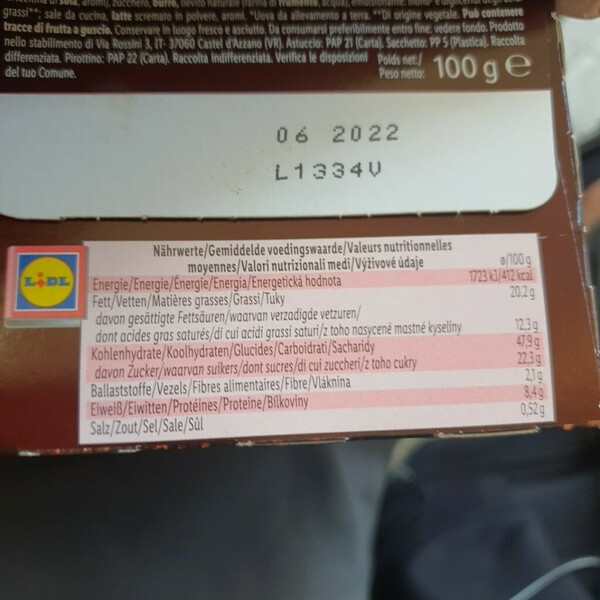 grassi**, sale da cucina, latte scremato in polvere, aromi. *Uova da allevamento a terra. **Di origine vegetale. Può contenere
tracce di frutta a guscio. Conservare in luogo fresco e asciutto. Da consumarsi preferibilmente entro fine: vedere fondo. Prodotto
nello stabilimento di Via Rossini 3, IT- 37060 Castel d'Azzano (VR). Astuccio: PAP 21 (Carta). Sacchetto: PP 5 (Plastica). Raccolta
differenziata. Pirottino: PAP 22 (Carta). Raccolta indifferenziata. Verifica le disposizioni
del tuo Comune.
Poids net:/
Peso netto: 100 g ℮
06 2022
L1334V
LIDL
Nährwerte/Gemiddelde voedingswaarde/Valeurs nutritionnelles
moyennes/Valori nutrizionali medi/Výživové údaje ø/100 g
Energie/Energie/Énergie/Energia/Energetická hodnota 1723 kJ/412 kcal
Fett/Vetten/Matières grasses/Grassi/Tuky 20,2 g
davon gesättigte Fettsäuren/waarvan verzadigde vetzuren/
dont acides gras saturés/di cui acidi grassi saturi/z toho nasycené mastné kyseliny 12,3 g
Kohlenhydrate/Koolhydraten/Glucides/Carboidrati/Sacharidy 47,9 g
davon Zucker/waarvan suikers/dont sucres/di cui zuccheri/z toho cukry 22,3 g
Ballaststoffe/Vezels/Fibres alimentaires/Fibre/Vláknina 2,1 g
Eiweiß/Eiwitten/Protéines/Proteine/Bílkoviny 8,4 g
Salz/Zout/Sel/Sale/Sůl 0,52 g